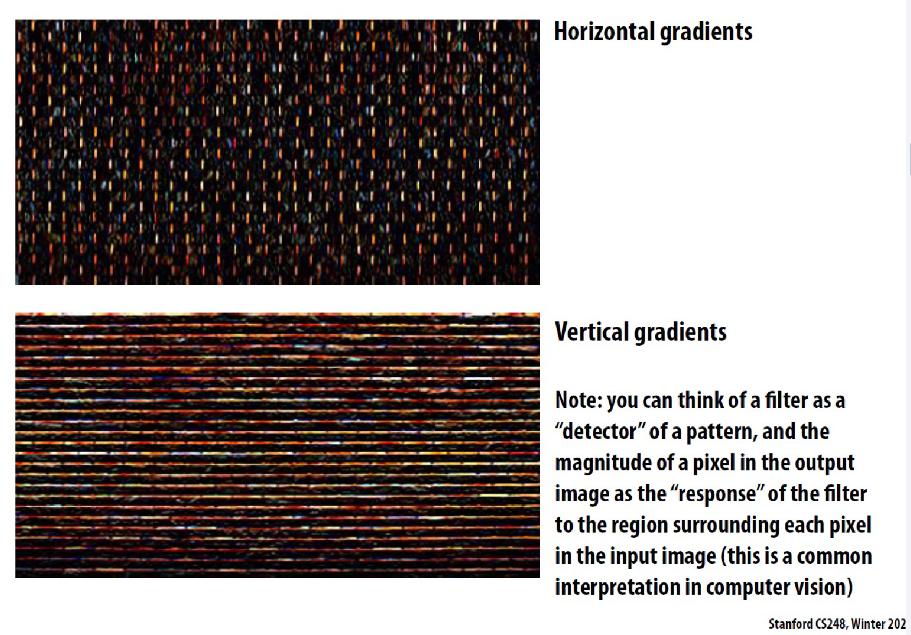 Horizontal gradients
Vertical gradients
Note: you can think of a filter as a
“detector” of a pattern, and the
magnitude of a pixel in the output
image as the “response” of the filter
to the region surrounding each pixel
in the input image (this is a common
interpretation in computer vision)
Stanford CS248, Winter 202